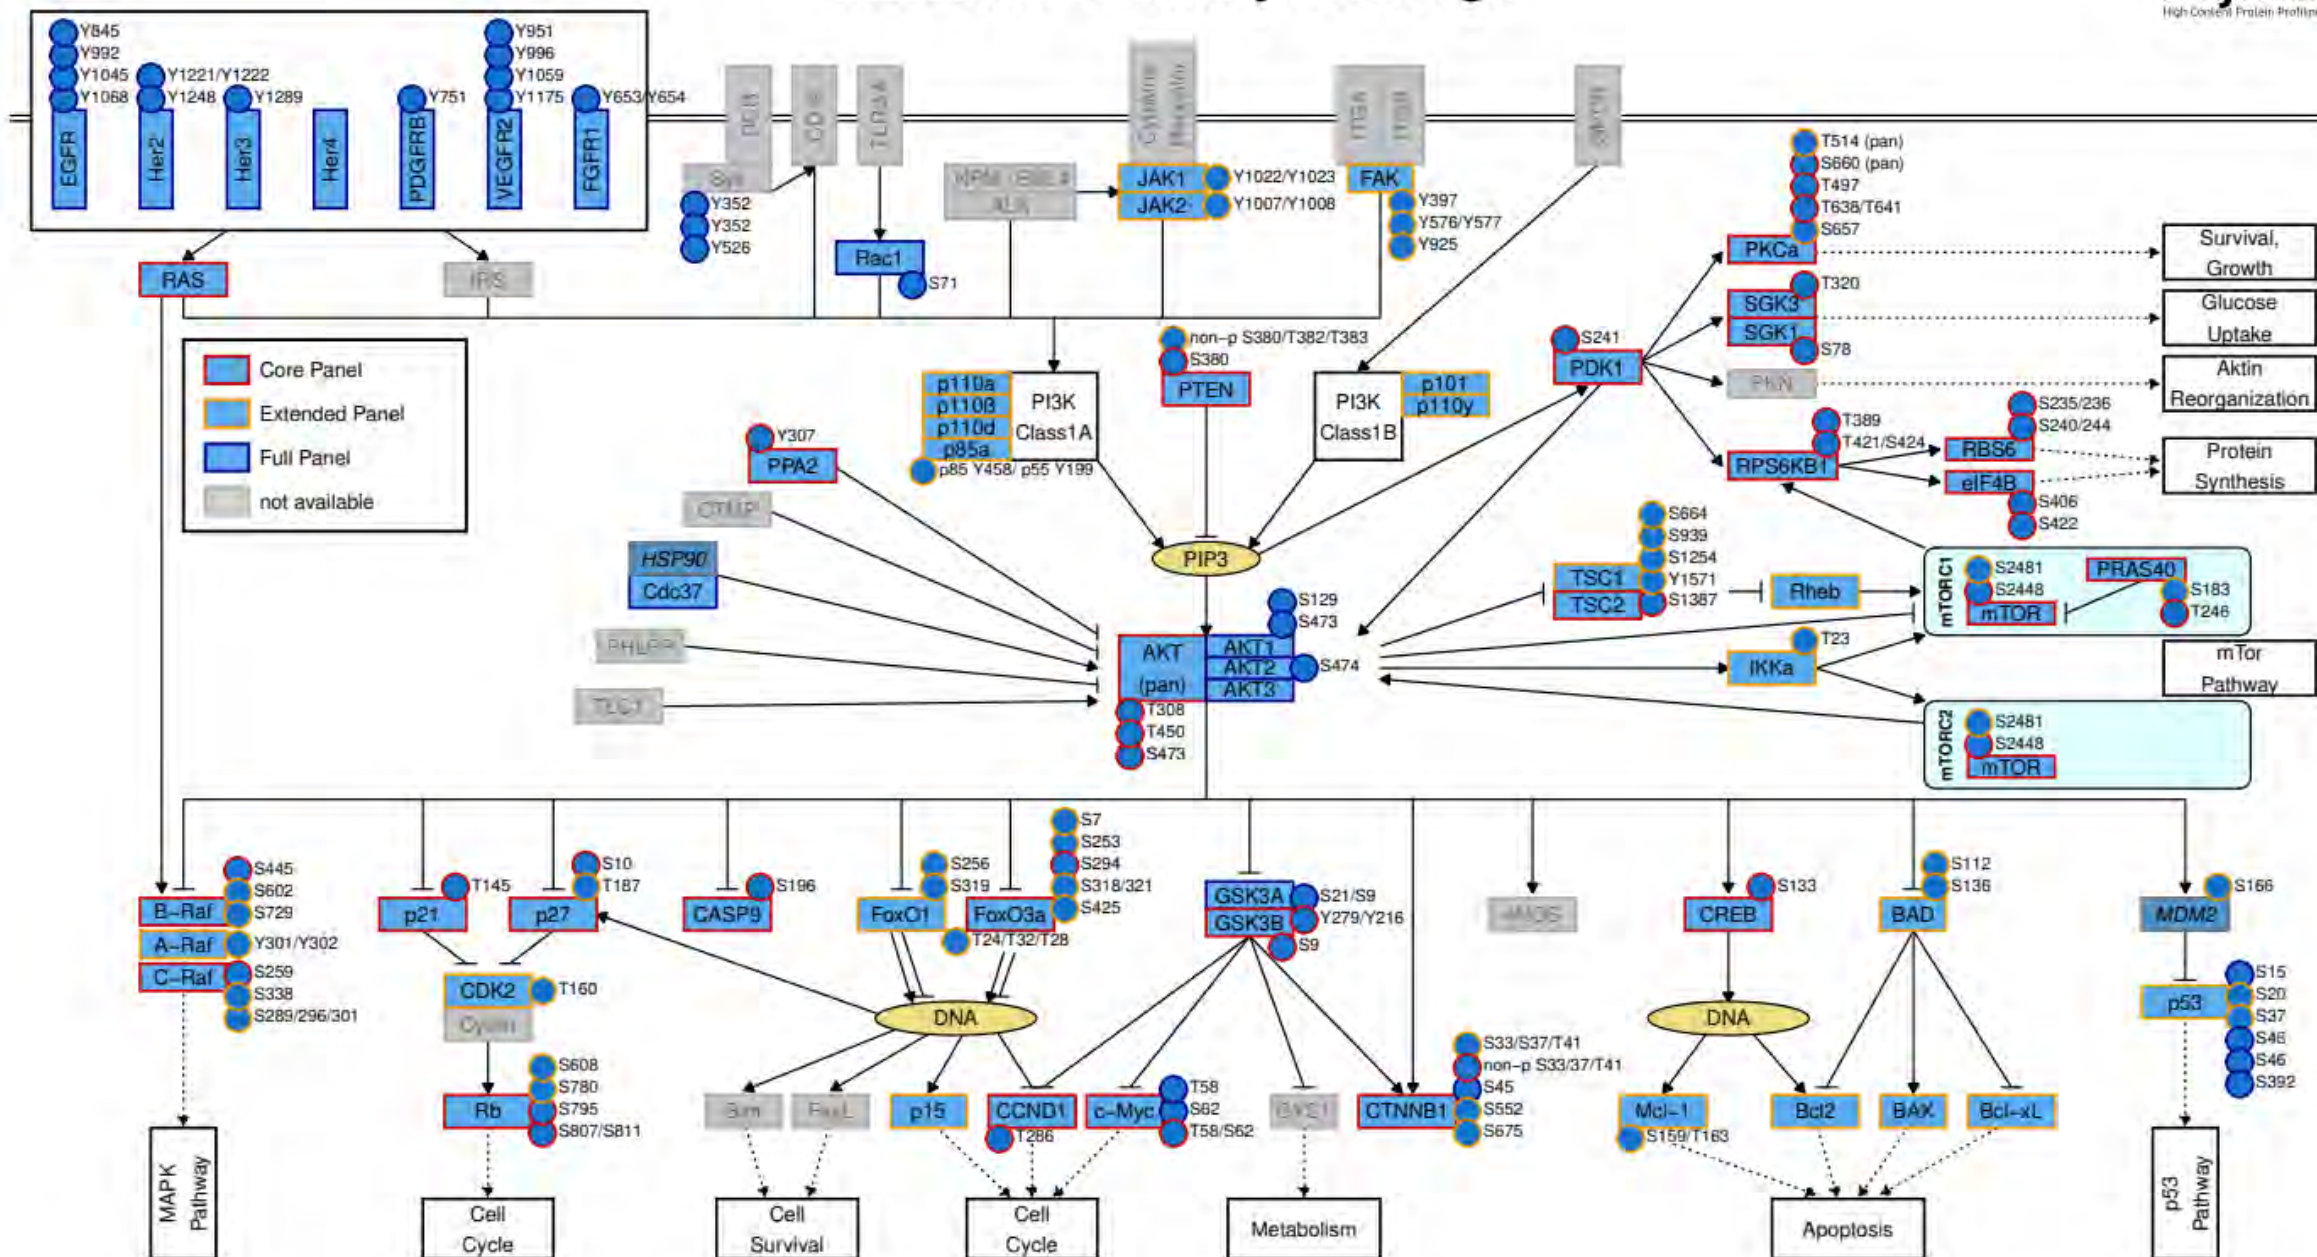 High Content Protein Profiling
Y845
Y992
Y1045
Y1068
Y1221/Y1222
Y1248
Y1289
Y751
Y951
Y996
Y1059
Y1175
Y653/Y654
EGFR
Her2
Her3
Her4
PDGFRB
VEGFR2
FGFR1
TLR3A
Y352
Y352
Y526
Rac1
S71
JAK1
JAK2
Y1022/Y1023
Y1007/Y1008
FAK
Y397
Y576/Y577
Y925
RAS
IRS
T514 (pan)
S660 (pan)
T497
T638/T641
S657
PKCa
Survival,
Growth
T320
SGK3
SGK1
S78
Glucose
Uptake
PKN
Aktin
Reorganization
Core Panel
Extended Panel
Full Panel
not available
non-p S380/T382/T383
S380
PTEN
p110a
p110ß
p110d
p85a
PI3K
Class1A
p85 Y458/ p55 Y199
PI3K
Class1B
p101
p110y
S241
PDK1
T389
T421/S424
RPS6KB1
S235/236
S240/244
RBS6
eIF4B
S406
S422
Protein
Synthesis
Y307
PPA2
CTMP
HSP90
Cdc37
PHLPP
TLC1
PIP3
S129
S473
AKT
(pan)
AKT1
AKT2
AKT3
S474
T308
T450
S473
S664
S939
S1254
Y1571
S1387
TSC1
TSC2
Rheb
T23
IKKa
mTORC1
S2481
S2448
mTOR
PRAS40
S183
T246
mTor
Pathway
mTORC2
S2481
S2448
mTOR
S445
S602
S729
B-Raf
A-Raf
Y301/Y302
C-Raf
S259
S338
S289/296/301
T145
p21
S10
T187
p27
CDK2
T160
Cyclin
S608
S780
S795
S807/S811
Rb
S196
CASP9
S256
S319
FoxO1
T24/T32/T28
S7
S253
S294
S318/321
S425
FoxO3a
DNA
Bim
FasL
p15
CCND1
T286
c-Myc
T58
S62
T58/S62
GSK3A
GSK3B
S21/S9
Y279/Y216
S9
GYS1
CTNNB1
S33/S37/T41
non-p S33/37/T41
S45
S552
S675
S133
CREB
DNA
Mcl-1
S159/T163
Bcl2
BAX
Bcl-xL
S112
S136
BAD
S166
MDM2
p53
S15
S20
S37
S46
S46
S392
MAPK
Pathway
Cell
Cycle
Cell
Survival
Cell
Cycle
Metabolism
Apoptosis
p53
Pathway